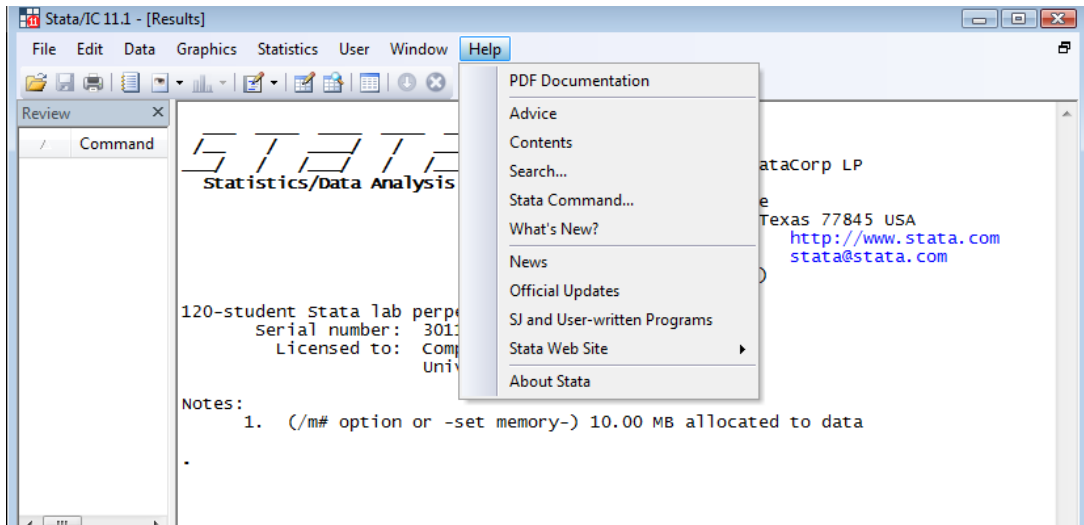 Stata/IC 11.1 - [Results]
File Edit Data Graphics Statistics User Window Help
PDF Documentation
Advice
Contents
Search...
Stata Command...
What's New?
News
Official Updates
SJ and User-written Programs
Stata Web Site
About Stata
Review
/ Command
STATA
Statistics/Data Analysis
ataCorp LP
e
Texas 77845 USA
http://www.stata.com
stata@stata.com
)
120-student Stata lab perpe
Serial number: 301
Licensed to: Comp
Univ
Notes:
1. (/m# option or -set memory-) 10.00 MB allocated to data
.